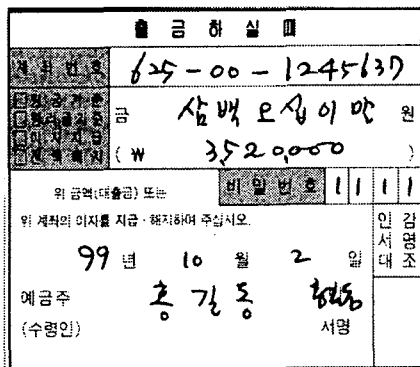 출금하실때
계좌번호 625-00-1245637
금 삼백오십이만 원
(₩ 3,520,000 )
위 금액(대출금) 또는 비밀번호 1 1 1 1
위 계좌의 이자를 지급·해지하여 주십시오.
인감
서명
대조
99 년 10 월 2 일
예금주 홍길동
(수령인) 서명